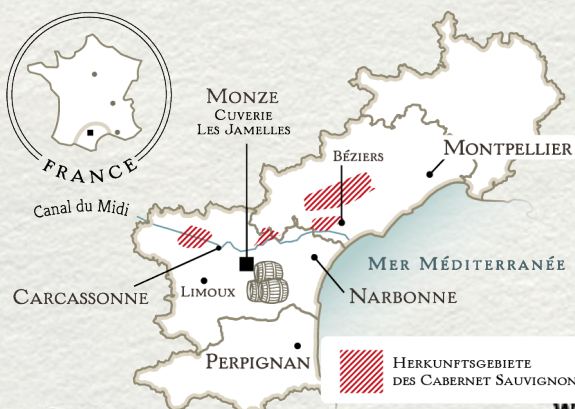 FRANCE
Monze
Cuverie
Les Jamelles
Béziers
Montpellier
Canal du Midi
Mer Méditerranée
Carcassonne
Limoux
Narbonne
Perpignan
Herkunftsgebiete
des Cabernet Sauvignon